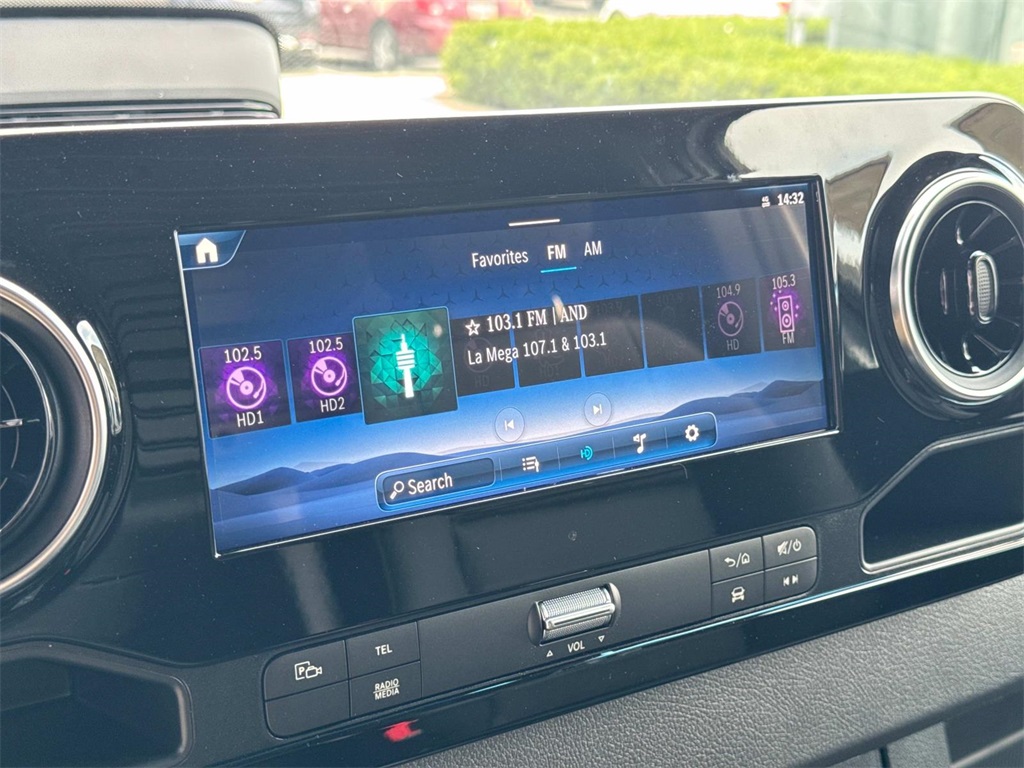 14:32
Favorites FM AM
102.5
HD1
102.5
HD2
103.1 FM | AND
La Mega 107.1 & 103.1
HD
104.9
HD
105.3
FM
Search
P
TEL
RADIO
MEDIA
VOL